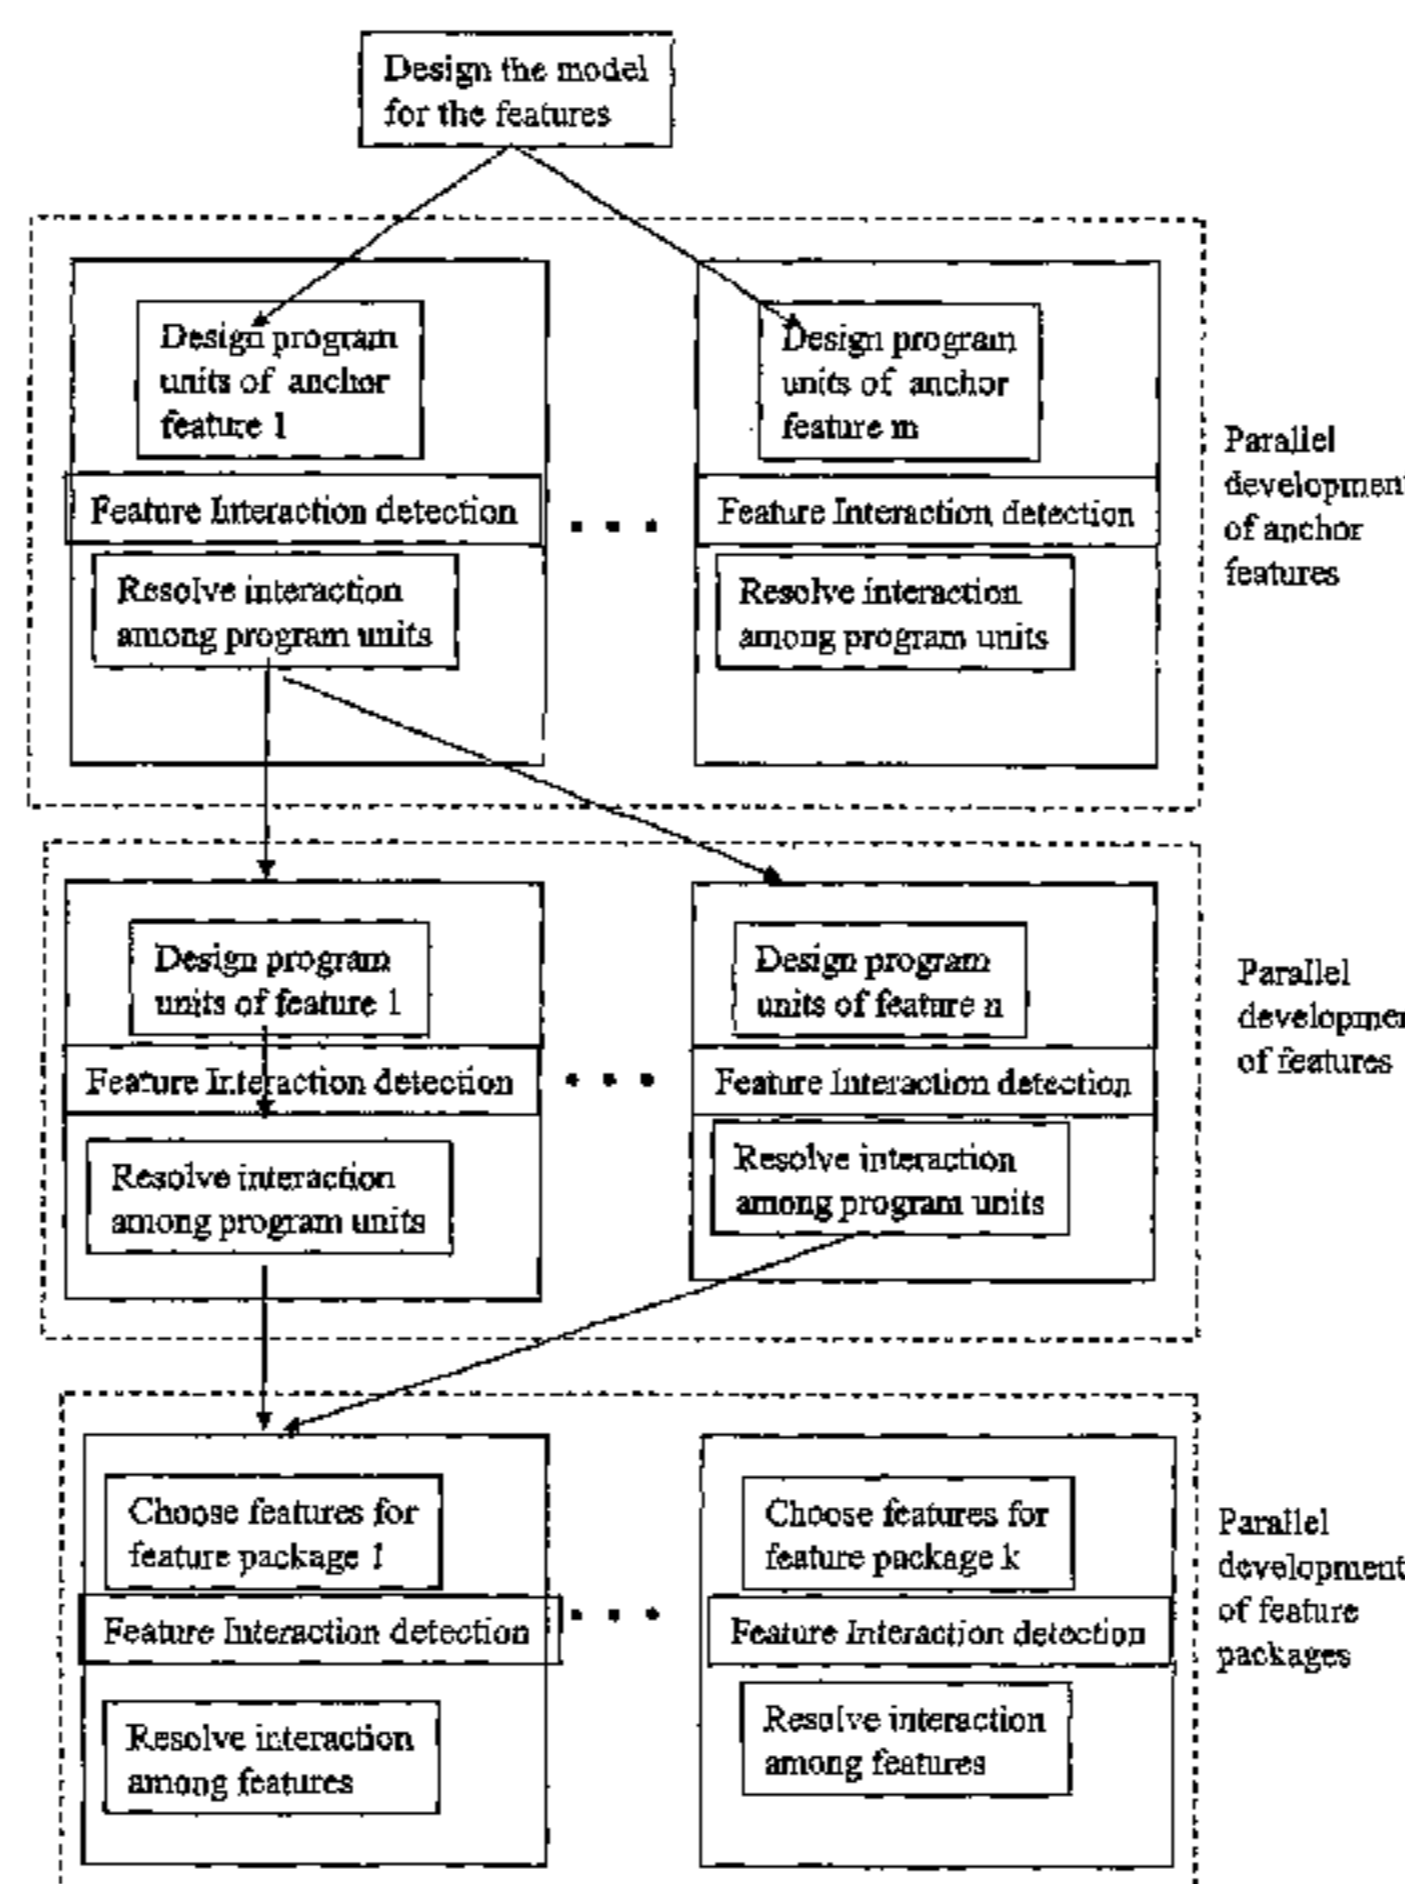 Design the model
for the features
Design program
units of anchor
feature 1
Feature Interaction detection
Resolve interaction
among program units
Design program
units of anchor
feature m
Feature Interaction detection
Resolve interaction
among program units
Parallel
development
of anchor
features
Design program
units of feature 1
Feature Interaction detection
Resolve interaction
among program units
Design program
units of feature n
Feature Interaction detection
Resolve interaction
among program units
Parallel
developmen
of features
Choose features for
feature package 1
Feature Interaction detection
Resolve interaction
among features
Choose features for
feature package k
Feature Interaction detection
Resolve interaction
among features
Parallel
development
of feature
packages